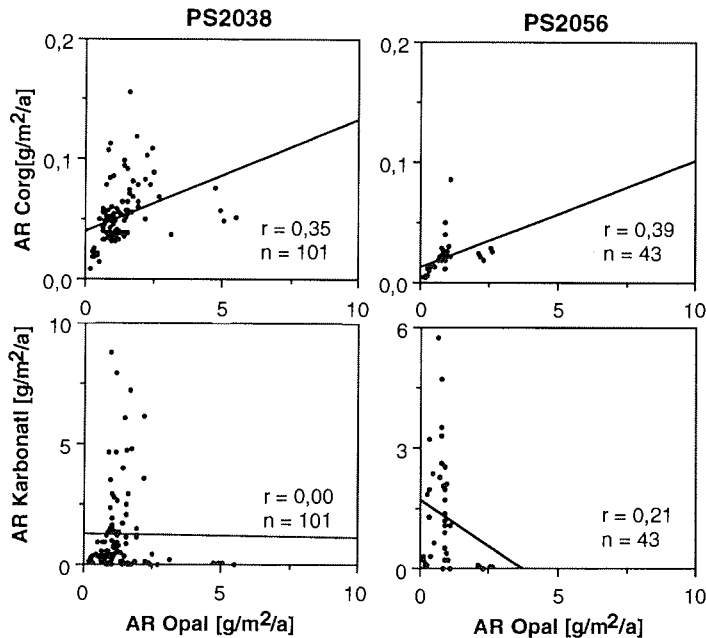 PS2038
PS2056
0,2
0,1
0,0
AR Corg[g/m²/a]
r = 0,35
n = 101
0
5
10
0,2
0,1
0,0
r = 0,39
n = 43
0
5
10
10
5
0
AR Karbonatl [g/m²/a]
r = 0,00
n = 101
0
5
10
AR Opal [g/m²/a]
6
3
0
r = 0,21
n = 43
0
5
10
AR Opal [g/m²/a]